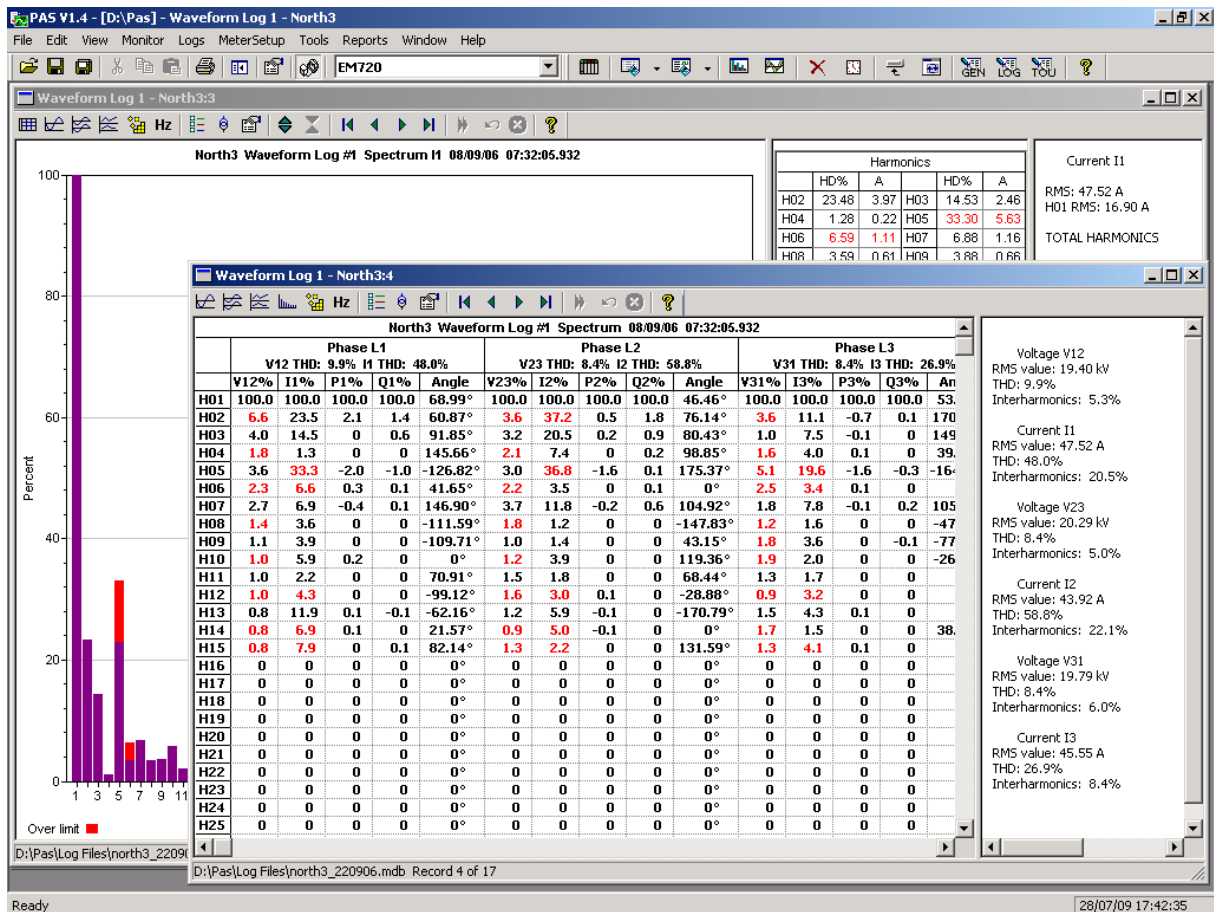 PAS V1.4 - [D:\Pas] - Waveform Log 1 - North3
File Edit View Monitor Logs MeterSetup Tools Reports Window Help
EM720 GEN LOG TOU
Waveform Log 1 - North3:3
Hz
North3 Waveform Log #1 Spectrum I1 08/09/06 07:32:05.932
100
80
60
40
20
0
Percent
1 3 5 7 9 11
Over limit
Harmonics
HD% A HD% A
H02 23.48 3.97 H03 14.53 2.46
H04 1.28 0.22 H05 33.30 5.63
H06 6.59 1.11 H07 6.88 1.16
H08 3.59 0.61 H09 3.88 0.66
Current I1
RMS: 47.52 A
H01 RMS: 16.90 A
TOTAL HARMONICS
D:\Pas\Log Files\north3_2209
Waveform Log 1 - North3:4
Hz
North3 Waveform Log #1 Spectrum 08/09/06 07:32:05.932
Phase L1 Phase L2 Phase L3
V12 THD: 9.9% I1 THD: 48.0% V23 THD: 8.4% I2 THD: 58.8% V31 THD: 8.4% I3 THD: 26.9%
V12% I1% P1% Q1% Angle V23% I2% P2% Q2% Angle V31% I3% P3% Q3% An
H01 100.0 100.0 100.0 100.0 68.99° 100.0 100.0 100.0 100.0 46.46° 100.0 100.0 100.0 100.0 53.
H02 6.6 23.5 2.1 1.4 60.87° 3.6 37.2 0.5 1.8 76.14° 3.6 11.1 -0.7 0.1 170
H03 4.0 14.5 0 0.6 91.85° 3.2 20.5 0.2 0.9 80.43° 1.0 7.5 -0.1 0 149
H04 1.8 1.3 0 0 145.66° 2.1 7.4 0 0.2 98.85° 1.6 4.0 0.1 0 39.
H05 3.6 33.3 -2.0 -1.0 -126.82° 3.0 36.8 -1.6 0.1 175.37° 5.1 19.6 -1.6 -0.3 -164
H06 2.3 6.6 0.3 0.1 41.65° 2.2 3.5 0 0.1 0° 2.5 3.4 0.1 0
H07 2.7 6.9 -0.4 0.1 146.90° 3.7 11.8 -0.2 0.6 104.92° 1.8 7.8 -0.1 0.2 105
H08 1.4 3.6 0 0 -111.59° 1.8 1.2 0 0 -147.83° 1.2 1.6 0 0 -47
H09 1.1 3.9 0 0 -109.71° 1.0 1.4 0 0 43.15° 1.8 3.6 0 -0.1 -77
H10 1.0 5.9 0.2 0 0° 1.2 3.9 0 0 119.36° 1.9 2.0 0 0 -26
H11 1.0 2.2 0 0 70.91° 1.5 1.8 0 0 68.44° 1.3 1.7 0 0
H12 1.0 4.3 0 0 -99.12° 1.6 3.0 0.1 0 -28.88° 0.9 3.2 0 0
H13 0.8 11.9 0.1 -0.1 -62.16° 1.2 5.9 -0.1 0 -170.79° 1.5 4.3 0.1 0
H14 0.8 6.9 0.1 0 21.57° 0.9 5.0 -0.1 0 0° 1.7 1.5 0 0 38.
H15 0.8 7.9 0 0.1 82.14° 1.3 2.2 0 0 131.59° 1.3 4.1 0.1 0
H16 0 0 0 0 0° 0 0 0 0 0° 0 0 0 0
H17 0 0 0 0 0° 0 0 0 0 0° 0 0 0 0
H18 0 0 0 0 0° 0 0 0 0 0° 0 0 0 0
H19 0 0 0 0 0° 0 0 0 0 0° 0 0 0 0
H20 0 0 0 0 0° 0 0 0 0 0° 0 0 0 0
H21 0 0 0 0 0° 0 0 0 0 0° 0 0 0 0
H22 0 0 0 0 0° 0 0 0 0 0° 0 0 0 0
H23 0 0 0 0 0° 0 0 0 0 0° 0 0 0 0
H24 0 0 0 0 0° 0 0 0 0 0° 0 0 0 0
H25 0 0 0 0 0° 0 0 0 0 0° 0 0 0 0
Voltage V12
RMS value: 19.40 kV
THD: 9.9%
Interharmonics: 5.3%
Current I1
RMS value: 47.52 A
THD: 48.0%
Interharmonics: 20.5%
Voltage V23
RMS value: 20.29 kV
THD: 8.4%
Interharmonics: 5.0%
Current I2
RMS value: 43.92 A
THD: 58.8%
Interharmonics: 22.1%
Voltage V31
RMS value: 19.79 kV
THD: 8.4%
Interharmonics: 6.0%
Current I3
RMS value: 45.55 A
THD: 26.9%
Interharmonics: 8.4%
D:\Pas\Log Files\north3_220906.mdb Record 4 of 17
Ready 28/07/09 17:42:35